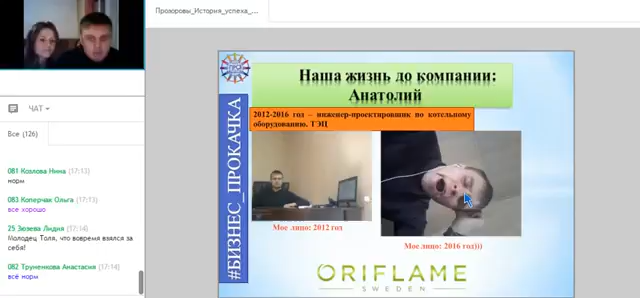 Прозоровы_История_успеха_...
ЧАТ
Все (126)
081 Козлова Нина (17:13)
норм
083 Коперчак Ольга (17:13)
все хорошо
25 Зюзева Лидия (17:14)
Молодец Толя, что вовремя взялся за
себя!
082 Труненкова Анастасия (17:14)
всё норм
ПРО
#БИЗНЕС_ПРОКАЧКА
Наша жизнь до компании:
Анатолий
2012-2016 год – инженер-проектировщик по котельному
оборудованию. ТЭЦ
Мое лицо: 2012 год
Мое лицо: 2016 год)))
ORIFLAME
SWEDEN